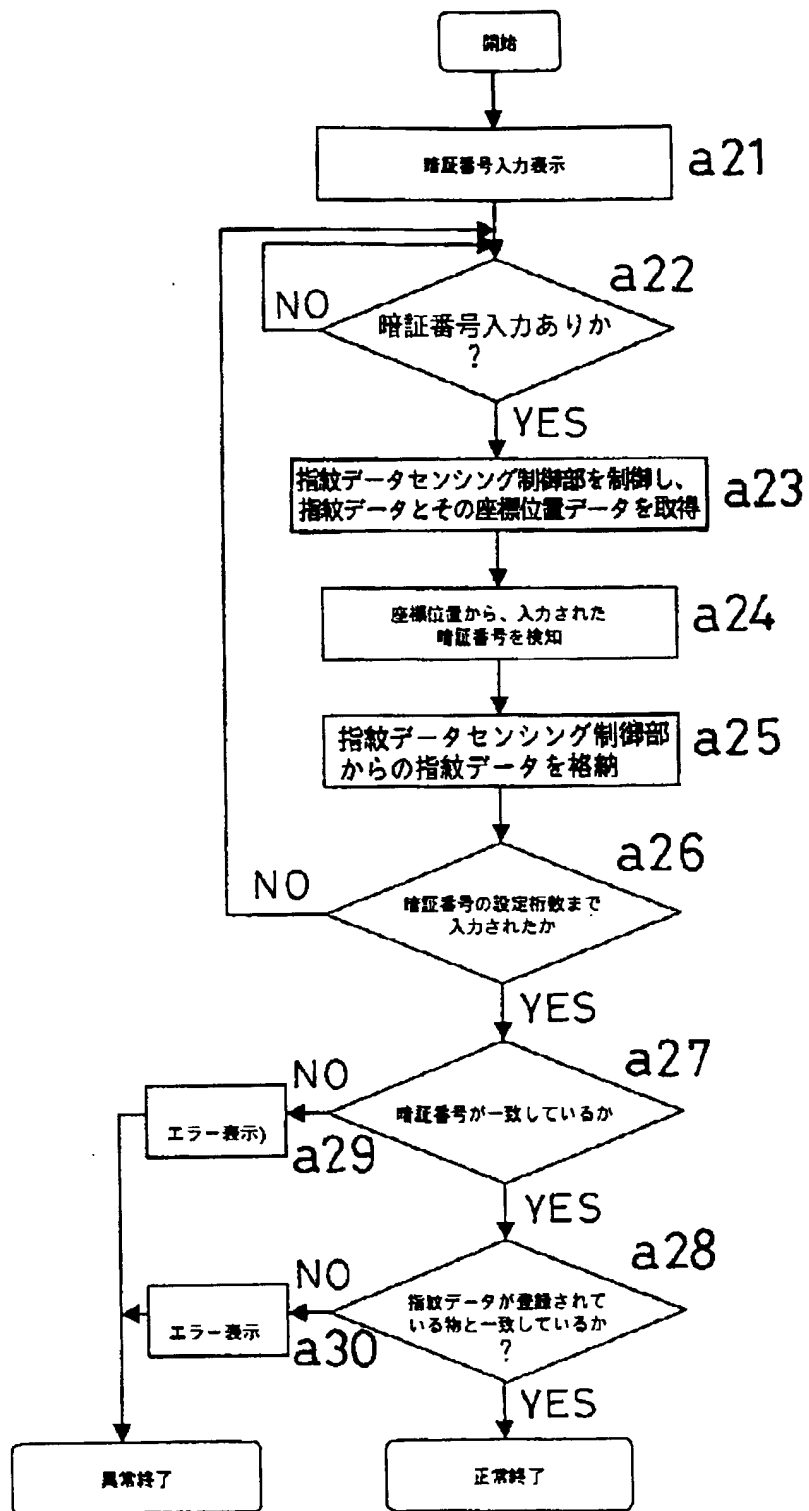 開始
暗証番号入力表示
a21
a22
NO
暗証番号入力ありか
?
YES
指紋データセンシング制御部を制御し、
指紋データとその座標位置データを取得
a23
座標位置から、入力された
暗証番号を検知
a24
指紋データセンシング制御部
からの指紋データを格納
a25
a26
NO
暗証番号の設定桁数まで
入力されたか
YES
a27
NO
暗証番号が一致しているか
エラー表示)
a29
YES
a28
NO
指紋データが登録されて
いる物と一致しているか
?
エラー表示
a30
YES
異常終了
正常終了